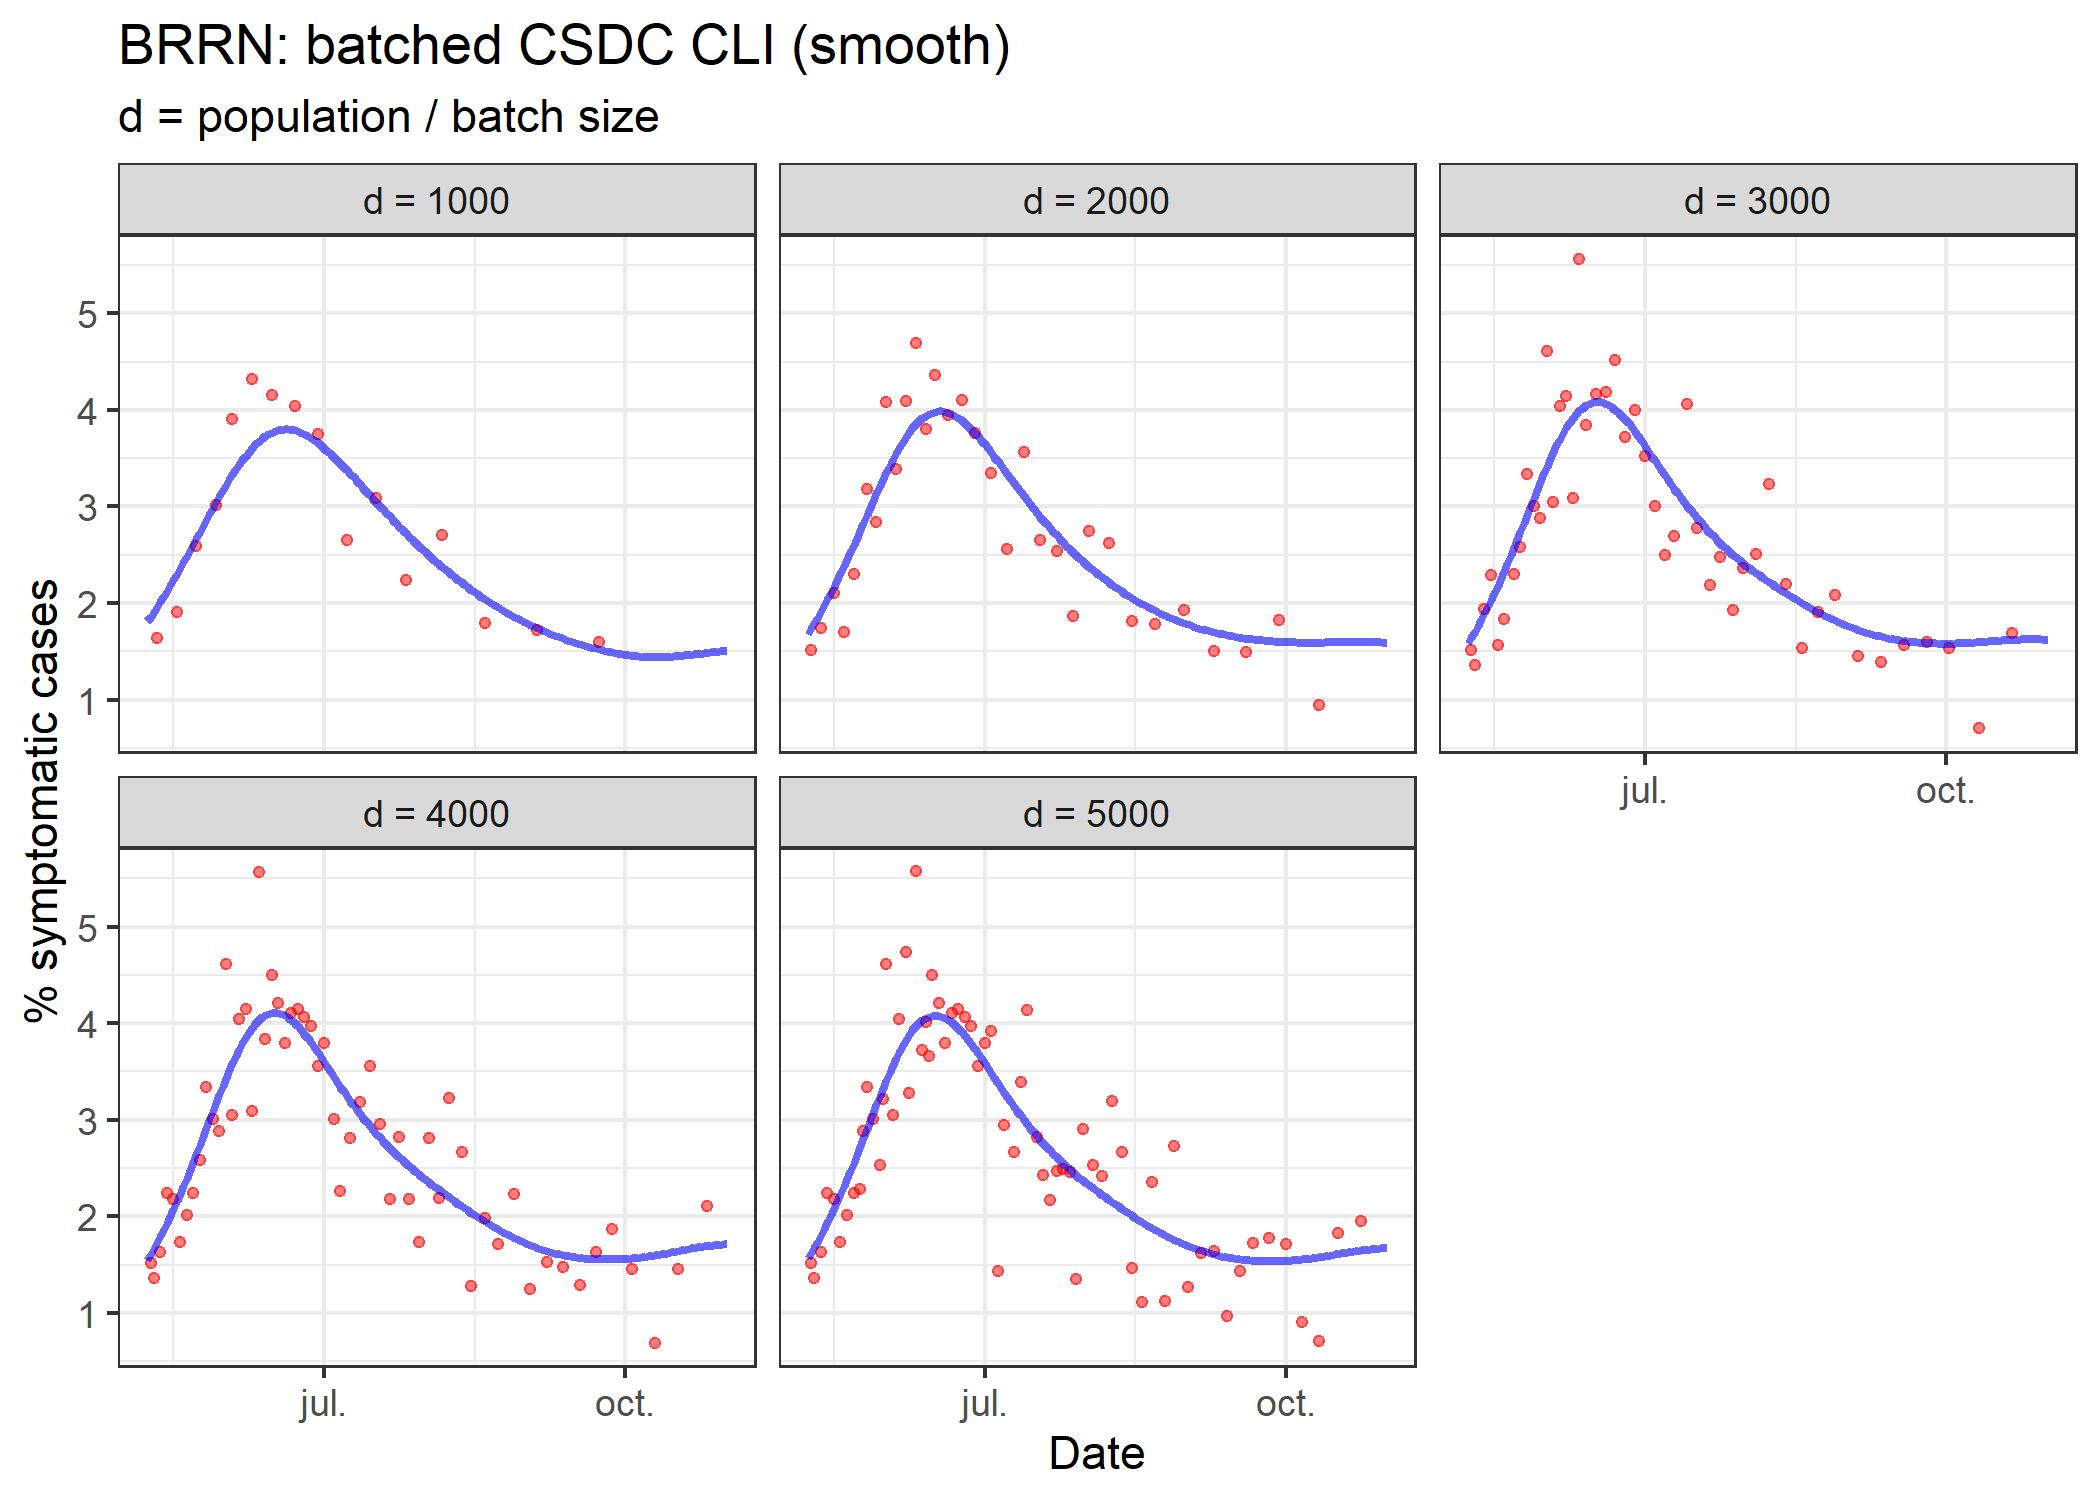 BRRN: batched CSDC CLI (smooth)
d = population / batch size
d = 1000
d = 2000
d = 3000
5
4
3
2
1
jul.
oct.
d = 4000
d = 5000
5
4
3
2
1
jul.
oct.
jul.
oct.
% symptomatic cases
Date